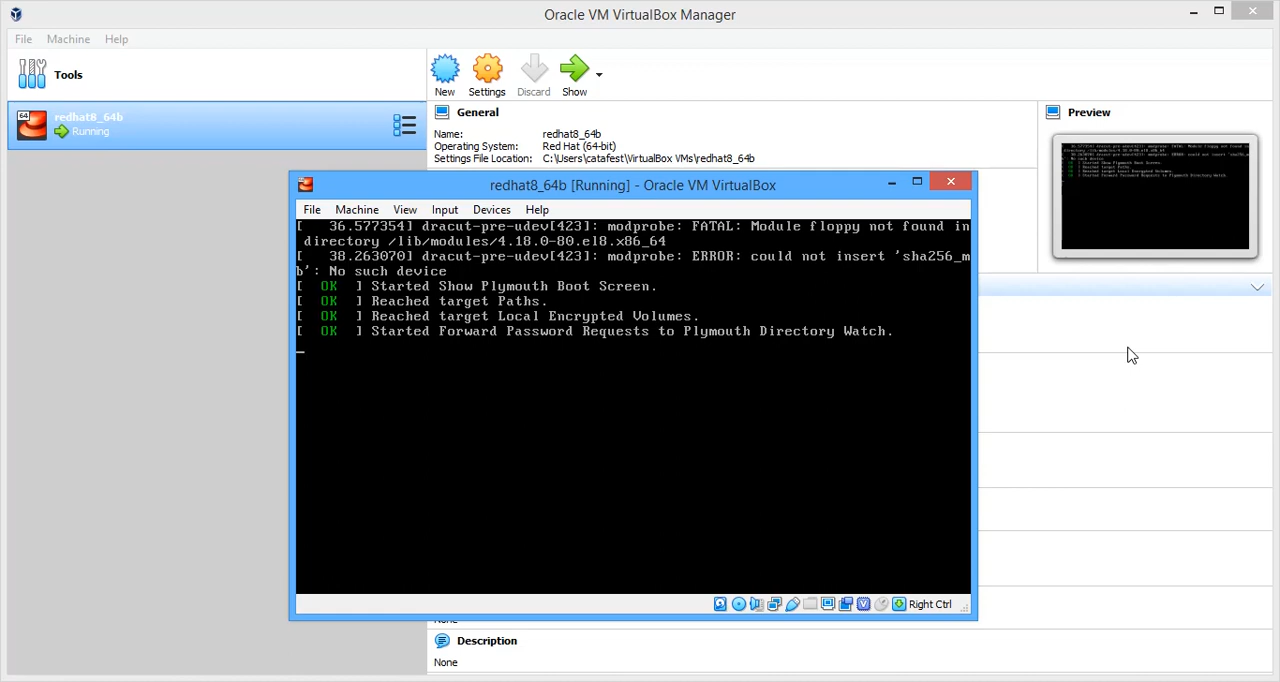 Oracle VM VirtualBox Manager
File Machine Help
Tools
New Settings Discard Show
64 redhat8_64b
Running
General
Name: redhat8_64b
Operating System: Red Hat (64-bit)
Settings File Location: C:\Users\catafest\VirtualBox VMs\redhat8_64b
Preview
redhat8_64b [Running] - Oracle VM VirtualBox
File Machine View Input Devices Help
[   36.577354] dracut-pre-udev[423]: modprobe: FATAL: Module floppy not found in
directory /lib/modules/4.18.0-80.el8.x86_64
[   38.263070] dracut-pre-udev[423]: modprobe: ERROR: could not insert 'sha256_m
b': No such device
[  OK  ] Started Show Plymouth Boot Screen.
[  OK  ] Reached target Paths.
[  OK  ] Reached target Local Encrypted Volumes.
[  OK  ] Started Forward Password Requests to Plymouth Directory Watch.
Right Ctrl
None
Description
None